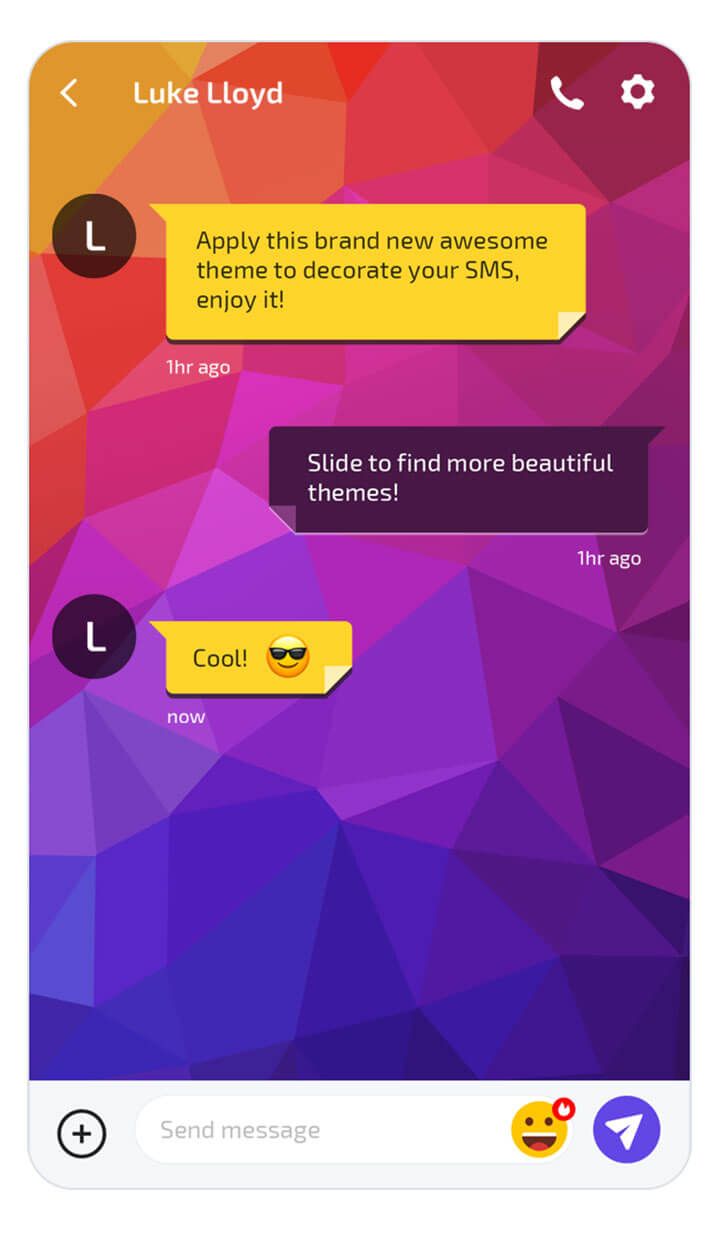 Luke Lloyd
L
Apply this brand new awesome
theme to decorate your SMS,
enjoy it!
1hr ago
Slide to find more beautiful
themes!
1hr ago
L
Cool! 😎
now
Send message